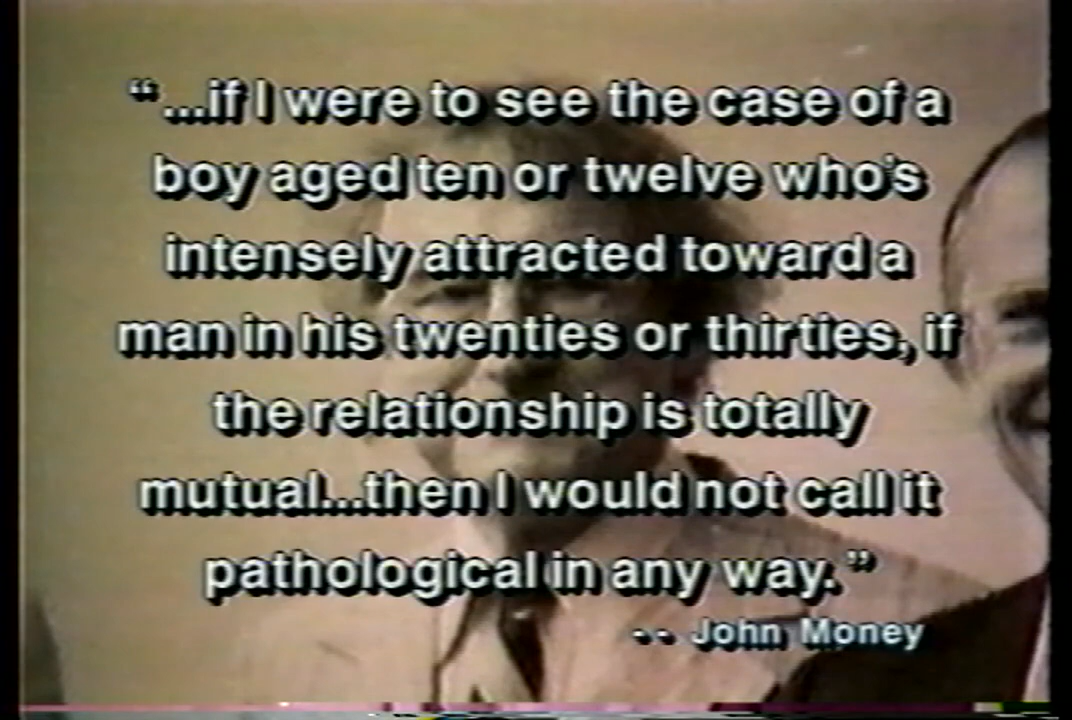 “...if I were to see the case of a
boy aged ten or twelve who's
intensely attracted toward a
man in his twenties or thirties, if
the relationship is totally
mutual...then I would not call it
pathological in any way.”
-- John Money